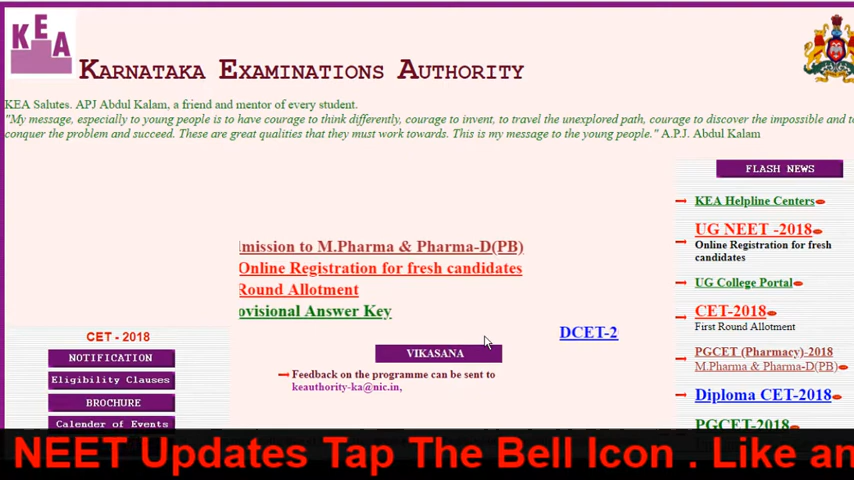 KEA
KARNATAKA EXAMINATIONS AUTHORITY
KEA Salutes. APJ Abdul Kalam, a friend and mentor of every student.
"My message, especially to young people is to have courage to think differently, courage to invent, to travel the unexplored path, courage to discover the impossible and to
conquer the problem and succeed. These are great qualities that they must work towards. This is my message to the young people." A.P.J. Abdul Kalam
mission to M.Pharma & Pharma-D(PB)
Online Registration for fresh candidates
Round Allotment
ovisional Answer Key
DCET-2
VIKASANA
Feedback on the programme can be sent to
keauthority-ka@nic.in,
CET - 2018
NOTIFICATION
Eligibility Clauses
BROCHURE
Calender of Events
FLASH NEWS
KEA Helpline Centers
UG NEET -2018
Online Registration for fresh
candidates
UG College Portal
CET-2018
First Round Allotment
PGCET (Pharmacy)-2018
M.Pharma & Pharma-D(PB)
Diploma CET-2018
PGCET-2018
NEET Updates Tap The Bell Icon . Like an